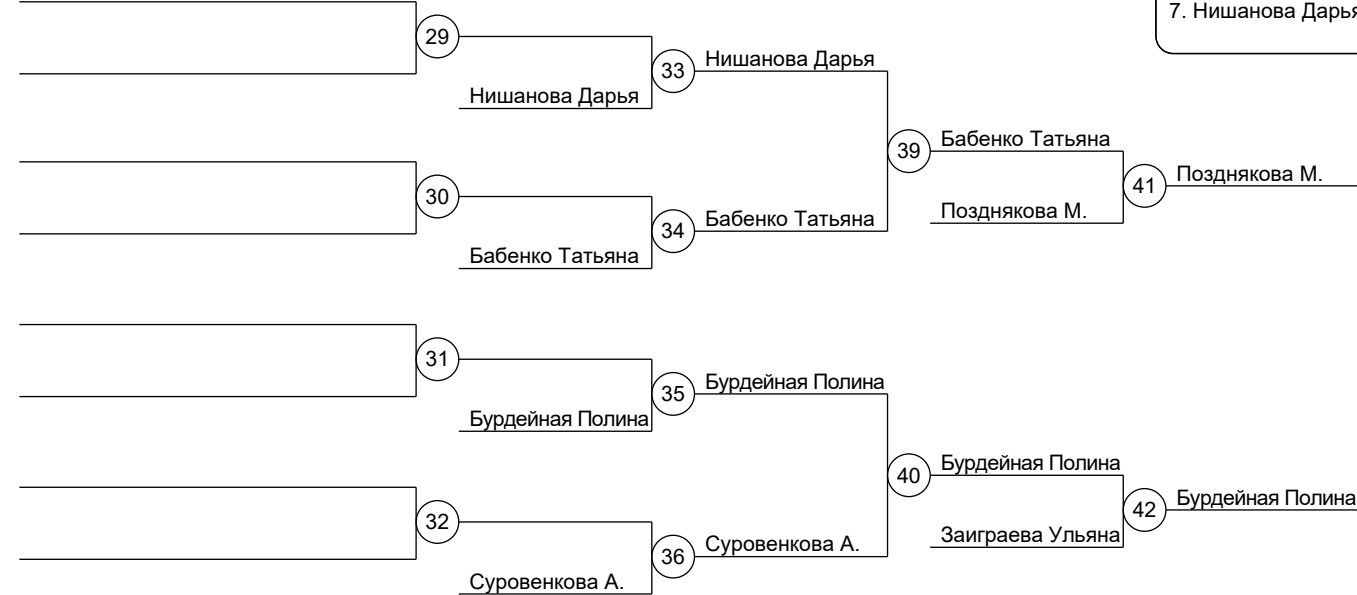 7. Нишанова Дарья
29
33
Нишанова Дарья
Нишанова Дарья
39
Бабенко Татьяна
41
Позднякова М.
30
34
Бабенко Татьяна
Позднякова М.
Бабенко Татьяна
31
35
Бурдейная Полина
Бурдейная Полина
40
Бурдейная Полина
42
Бурдейная Полина
32
36
Суровенкова А.
Заиграева Ульяна
Суровенкова А.